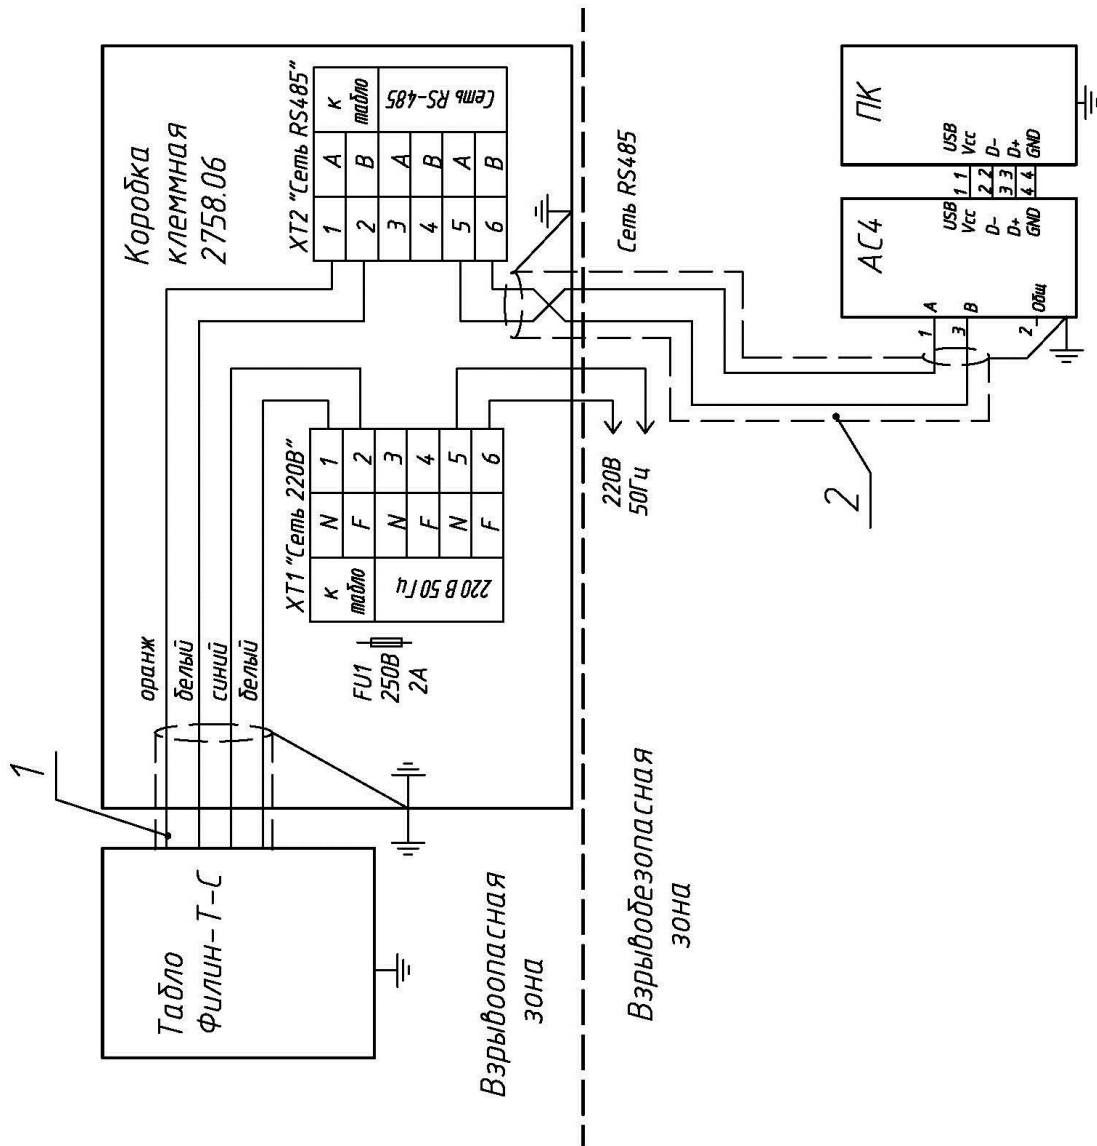 Табло
Филин-Т-С
1
оранж
белый
синий
белый
Коробка
клеммная
2758.06
XT1 "Сеть 220В"
к табло
N 1
F 2
220 В 50 Гц
N 3
F 4
N 5
F 6
FU1
250В
2А
XT2 "Сеть RS485"
1 A
2 B
к табло
3 A
4 B
5 A
6 B
Сеть RS-485
Взрывоопасная
зона
Взрывобезопасная
зона
220В
50Гц
Сеть RS485
2
АС4
1 A
3 B
2 Общ
USB
Vcc
D-
D+
GND
1 1
2 2
3 3
4 4
ПК
USB
Vcc
D-
D+
GND